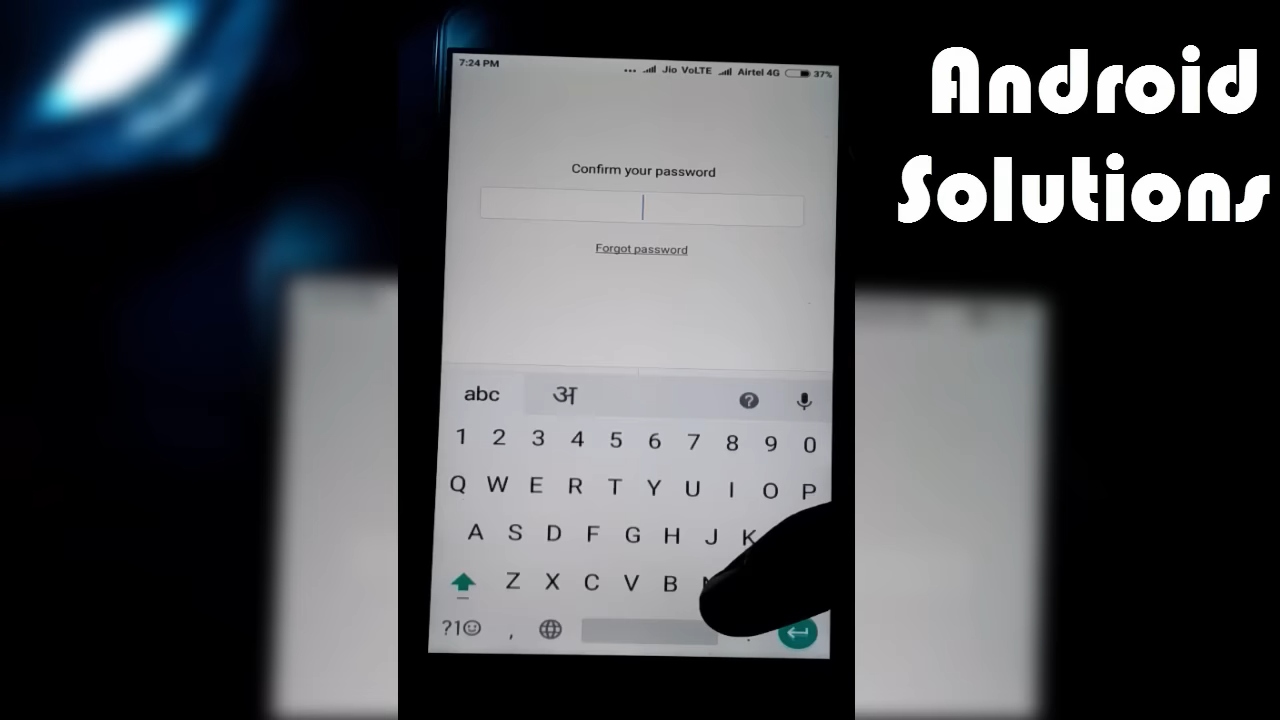 Android
Solutions
7:24 PM ... Jio VoLTE Airtel 4G 37%
Confirm your password
Forgot password
abc अ ?
1 2 3 4 5 6 7 8 9 0
Q W E R T Y U I O P
A S D F G H J K
Z X C V B
?1☺ , .